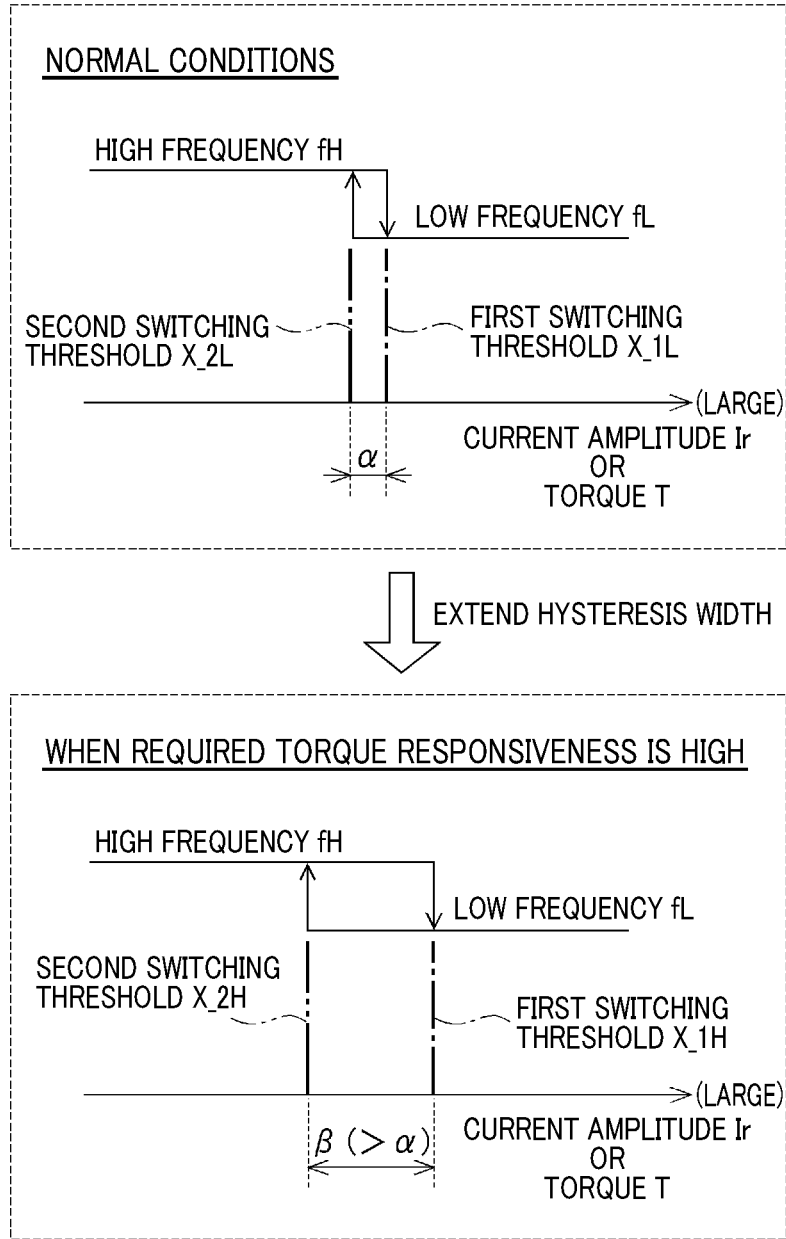 NORMAL CONDITIONS
HIGH FREQUENCY fH
LOW FREQUENCY fL
SECOND SWITCHING
THRESHOLD X_2L
FIRST SWITCHING
THRESHOLD X_1L
(LARGE)
CURRENT AMPLITUDE Ir
OR
TORQUE T
α
EXTEND HYSTERESIS WIDTH
WHEN REQUIRED TORQUE RESPONSIVENESS IS HIGH
HIGH FREQUENCY fH
LOW FREQUENCY fL
SECOND SWITCHING
THRESHOLD X_2H
FIRST SWITCHING
THRESHOLD X_1H
(LARGE)
β (> α)
CURRENT AMPLITUDE Ir
OR
TORQUE T